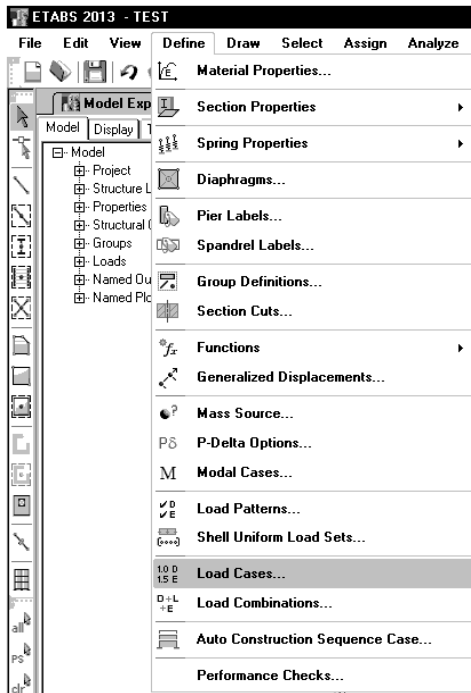 ETABS 2013 - TEST
File Edit View Define Draw Select Assign Analyze
Material Properties...
Model Exp
Section Properties
Model Display
Spring Properties
Model
Project
Structure L
Properties
Structural
Groups
Loads
Named Ou
Named Plo
Diaphragms...
Pier Labels...
Spandrel Labels...
Group Definitions...
Section Cuts...
Functions
Generalized Displacements...
Mass Source...
Pδ P-Delta Options...
M Modal Cases...
D E Load Patterns...
Shell Uniform Load Sets...
1.0 D 1.5 E Load Cases...
D+L +E Load Combinations...
Auto Construction Sequence Case...
Performance Checks...
all
PS
clr